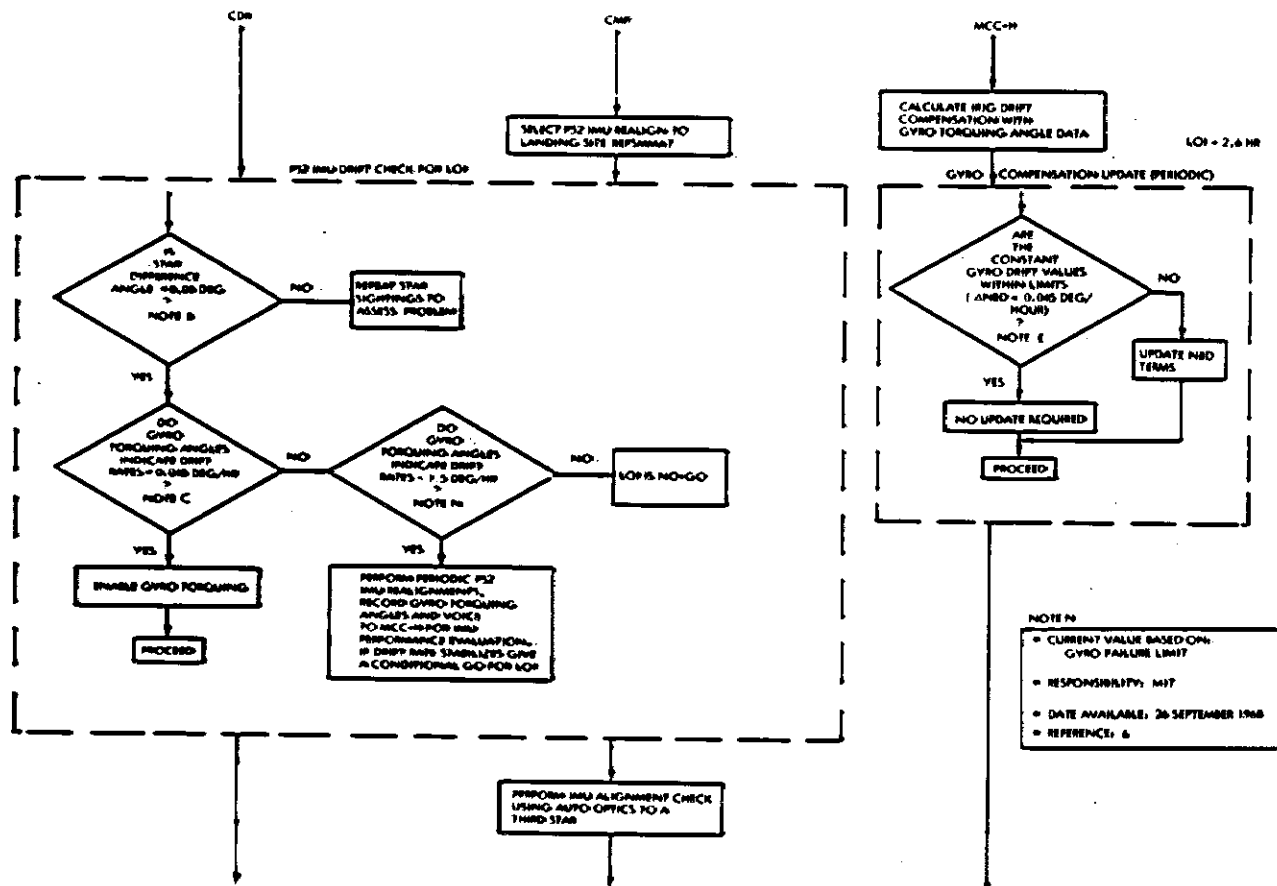 CDR
CMP
MCC-H
SELECT P52 IMU REALIGN TO
LANDING SITE REFSMMAT
CALCULATE IRIG DRIFT
COMPENSATION WITH
GYRO TORQUING ANGLE DATA
LOI - 2.6 HR
P52 IMU DRIFT CHECK FOR LOI
GYRO COMPENSATION UPDATE (PERIODIC)
IS
STAR
DIFFERENCE
ANGLE <0.05 DEG
?
NOTE B
NO
REPEAT STAR
SIGHTINGS TO
ASSESS PROBLEM
YES
DO
GYRO
TORQUING ANGLES
INDICATE DRIFT
RATES < 0.045 DEG/HR
?
NOTE C
NO
DO
GYRO
TORQUING ANGLES
INDICATE DRIFT
RATES < 1.5 DEG/HR
?
NOTE N
NO
LOI IS NO-GO
YES
ENABLE GYRO TORQUING
PROCEED
YES
PERFORM PERIODIC P52
IMU REALIGNMENTS,
RECORD GYRO TORQUING
ANGLES AND VOICE
TO MCC-H FOR IMU
PERFORMANCE EVALUATION,
IF DRIFT RATE STABILIZES GIVE
A CONDITIONAL GO FOR LOI
ARE
THE
CONSTANT
GYRO DRIFT VALUES
WITHIN LIMITS
( ΔNBD < 0.045 DEG/
HOUR)
?
NOTE E
NO
UPDATE NBD
TERMS
YES
NO UPDATE REQUIRED
PROCEED
NOTE N
• CURRENT VALUE BASED ON:
GYRO FAILURE LIMIT
• RESPONSIBILITY: MIT
• DATE AVAILABLE: 26 SEPTEMBER 1968
• REFERENCE: 6
PERFORM IMU ALIGNMENT CHECK
USING AUTO OPTICS TO A
THIRD STAR